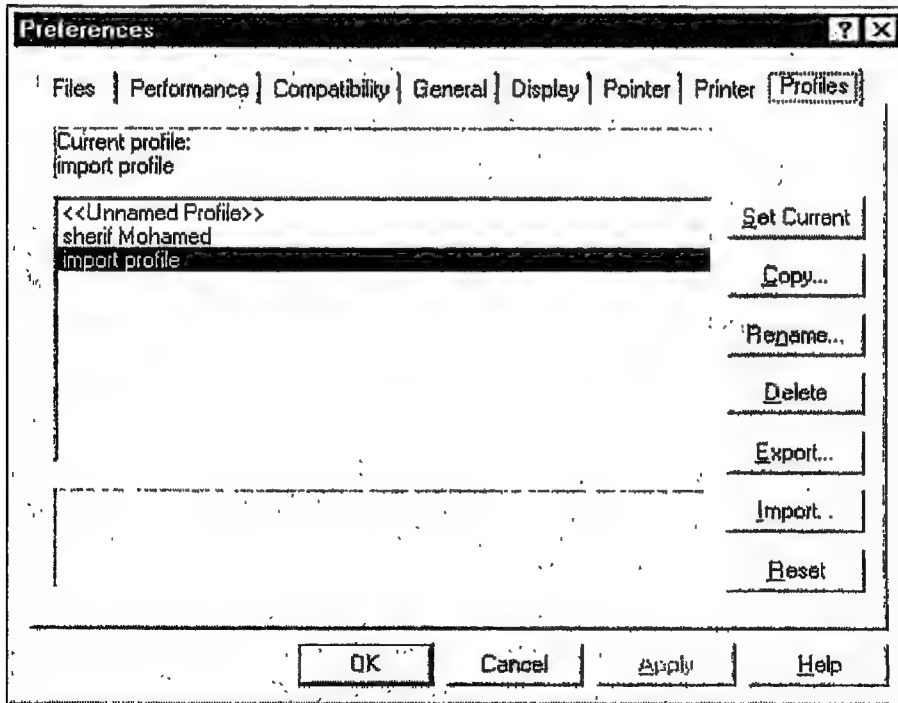 Preferences
? X
Files Performance Compatibility General Display Pointer Printer Profiles
Current profile:
import profile
<<Unnamed Profile>>
sherif Mohamed
import profile
Set Current
Copy...
Rename...
Delete
Export...
Import...
Reset
OK Cancel Apply Help